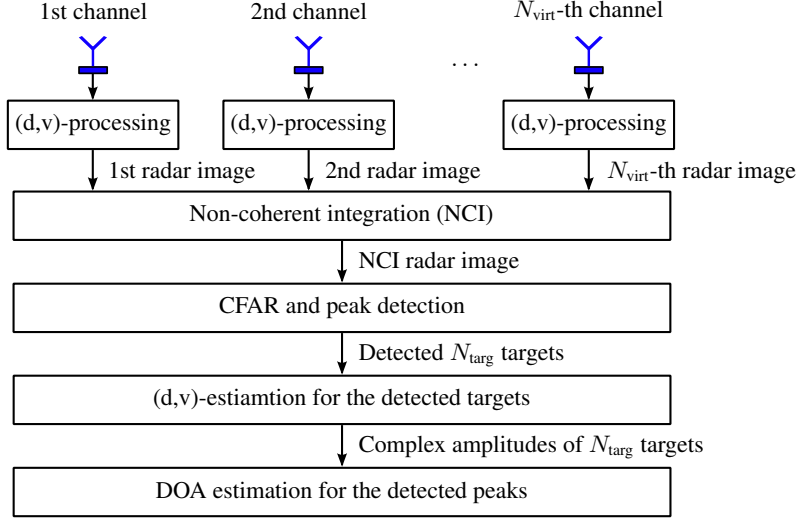 1st channel
2nd channel
N_virt-th channel
...
(d,v)-processing
(d,v)-processing
(d,v)-processing
1st radar image
2nd radar image
N_virt-th radar image
Non-coherent integration (NCI)
NCI radar image
CFAR and peak detection
Detected N_targ targets
(d,v)-estiamtion for the detected targets
Complex amplitudes of N_targ targets
DOA estimation for the detected peaks